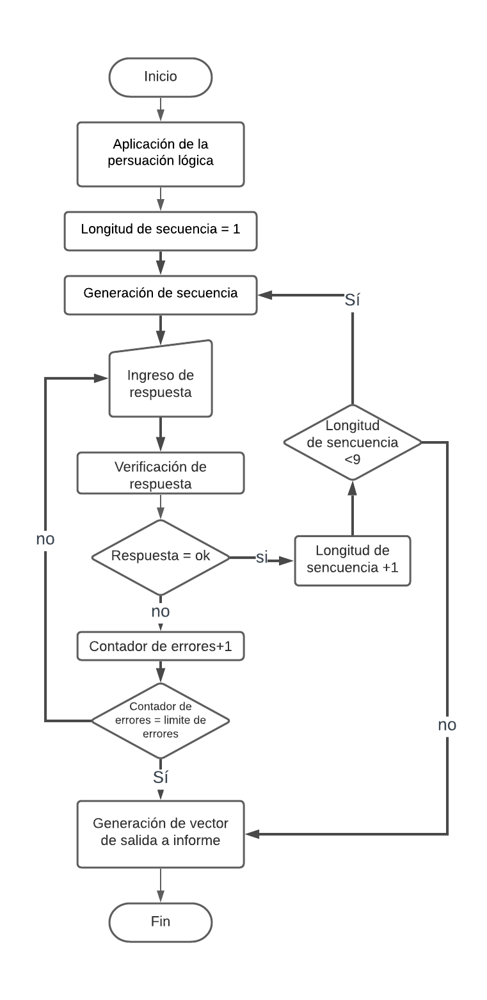 Inicio
Aplicación de la
persuación lógica
Longitud de secuencia = 1
Generación de secuencia
Sí
Ingreso de
respuesta
Longitud
de sencuencia
<9
Verificación de
respuesta
no
Respuesta = ok
si
Longitud de
sencuencia +1
no
Contador de errores+1
Contador de
errores = limite de
errores
no
Sí
Generación de vector
de salida a informe
Fin